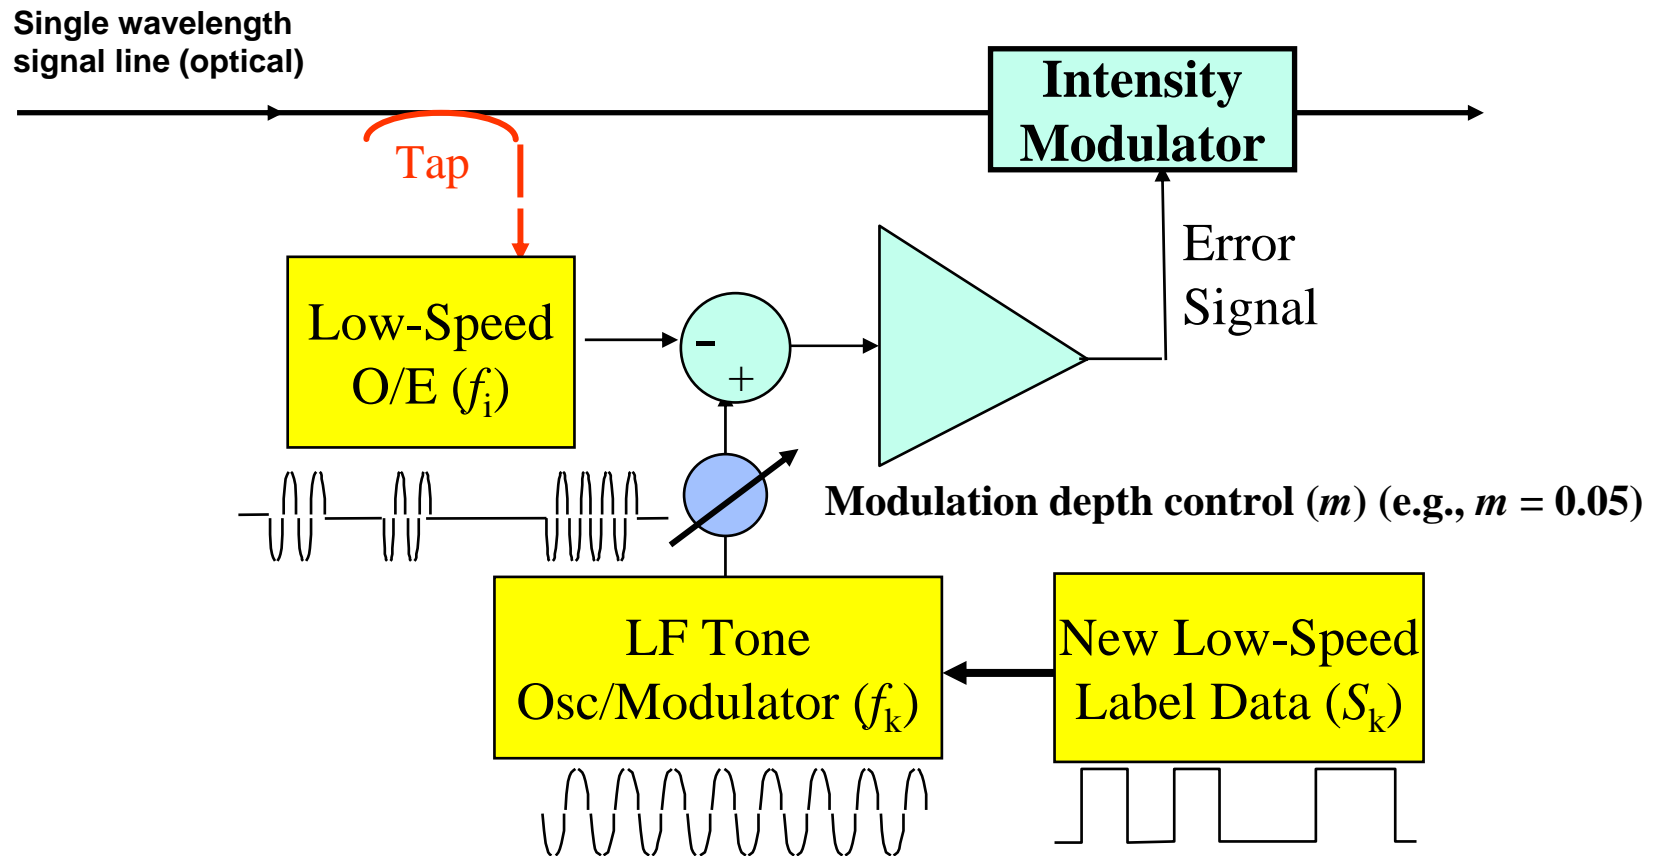 Single wavelength
signal line (optical)
Intensity
Modulator
Tap
Error
Signal
Low-Speed
O/E (fi)
-
+
Modulation depth control (m) (e.g., m = 0.05)
LF Tone
Osc/Modulator (fk)
New Low-Speed
Label Data (Sk)